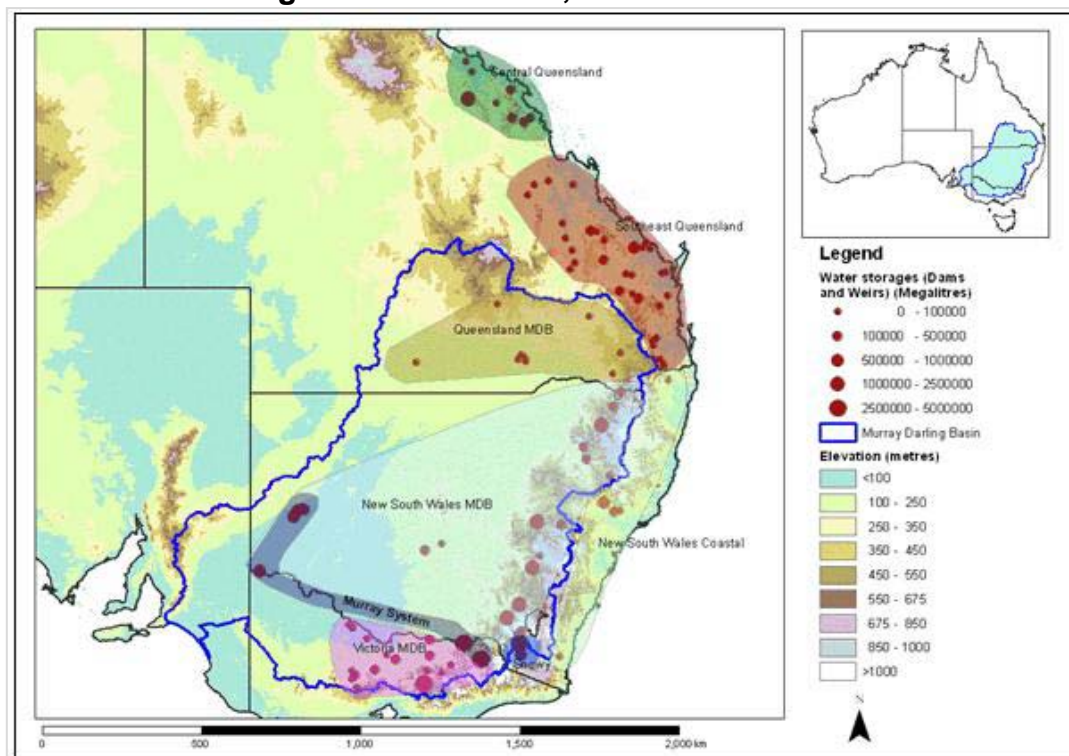 Central Queensland
Southeast Queensland
Queensland MDB
New South Wales MDB
New South Wales Coastal
Murray System
Victoria MDB
Snowy
0 500 1,000 1,500 2,000 km
Legend
Water storages (Dams
and Weirs) (Megalitres)
0 - 100000
100000 - 500000
500000 - 1000000
1000000 - 2500000
2500000 - 5000000
Murray Darling Basin
Elevation (metres)
<100
100 - 250
250 - 350
350 - 450
450 - 550
550 - 675
675 - 850
850 - 1000
>1000
N